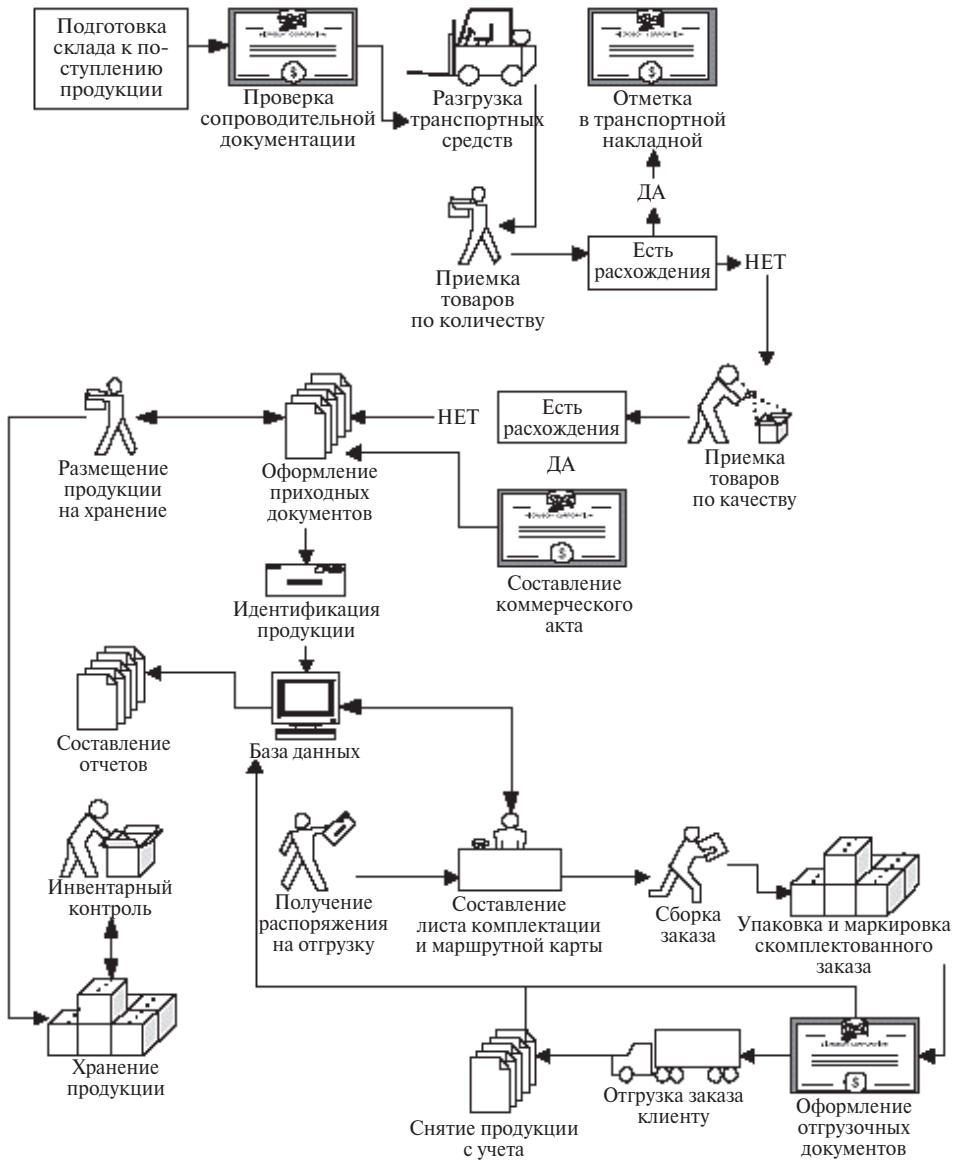 Подготовка
склада к по-
ступлению
продукции
Проверка
сопроводительной
документации
Разгрузка
транспортных
средств
Отметка
в транспортной
накладной
ДА
Есть
расхождения
НЕТ
Приемка
товаров
по количеству
Размещение
продукции
на хранение
Оформление
приходных
документов
НЕТ
Есть
расхождения
ДА
Приемка
товаров
по качеству
Составление
коммерческого
акта
Идентификация
продукции
База данных
Составление
отчетов
Инвентарный
контроль
Получение
распоряжения
на отгрузку
Составление
листа комплектации
и маршрутной карты
Сборка
заказа
Упаковка и маркировка
скомплектованного
заказа
Хранение
продукции
Снятие продукции
с учета
Отгрузка заказа
клиенту
Оформление
отгрузочных
документов